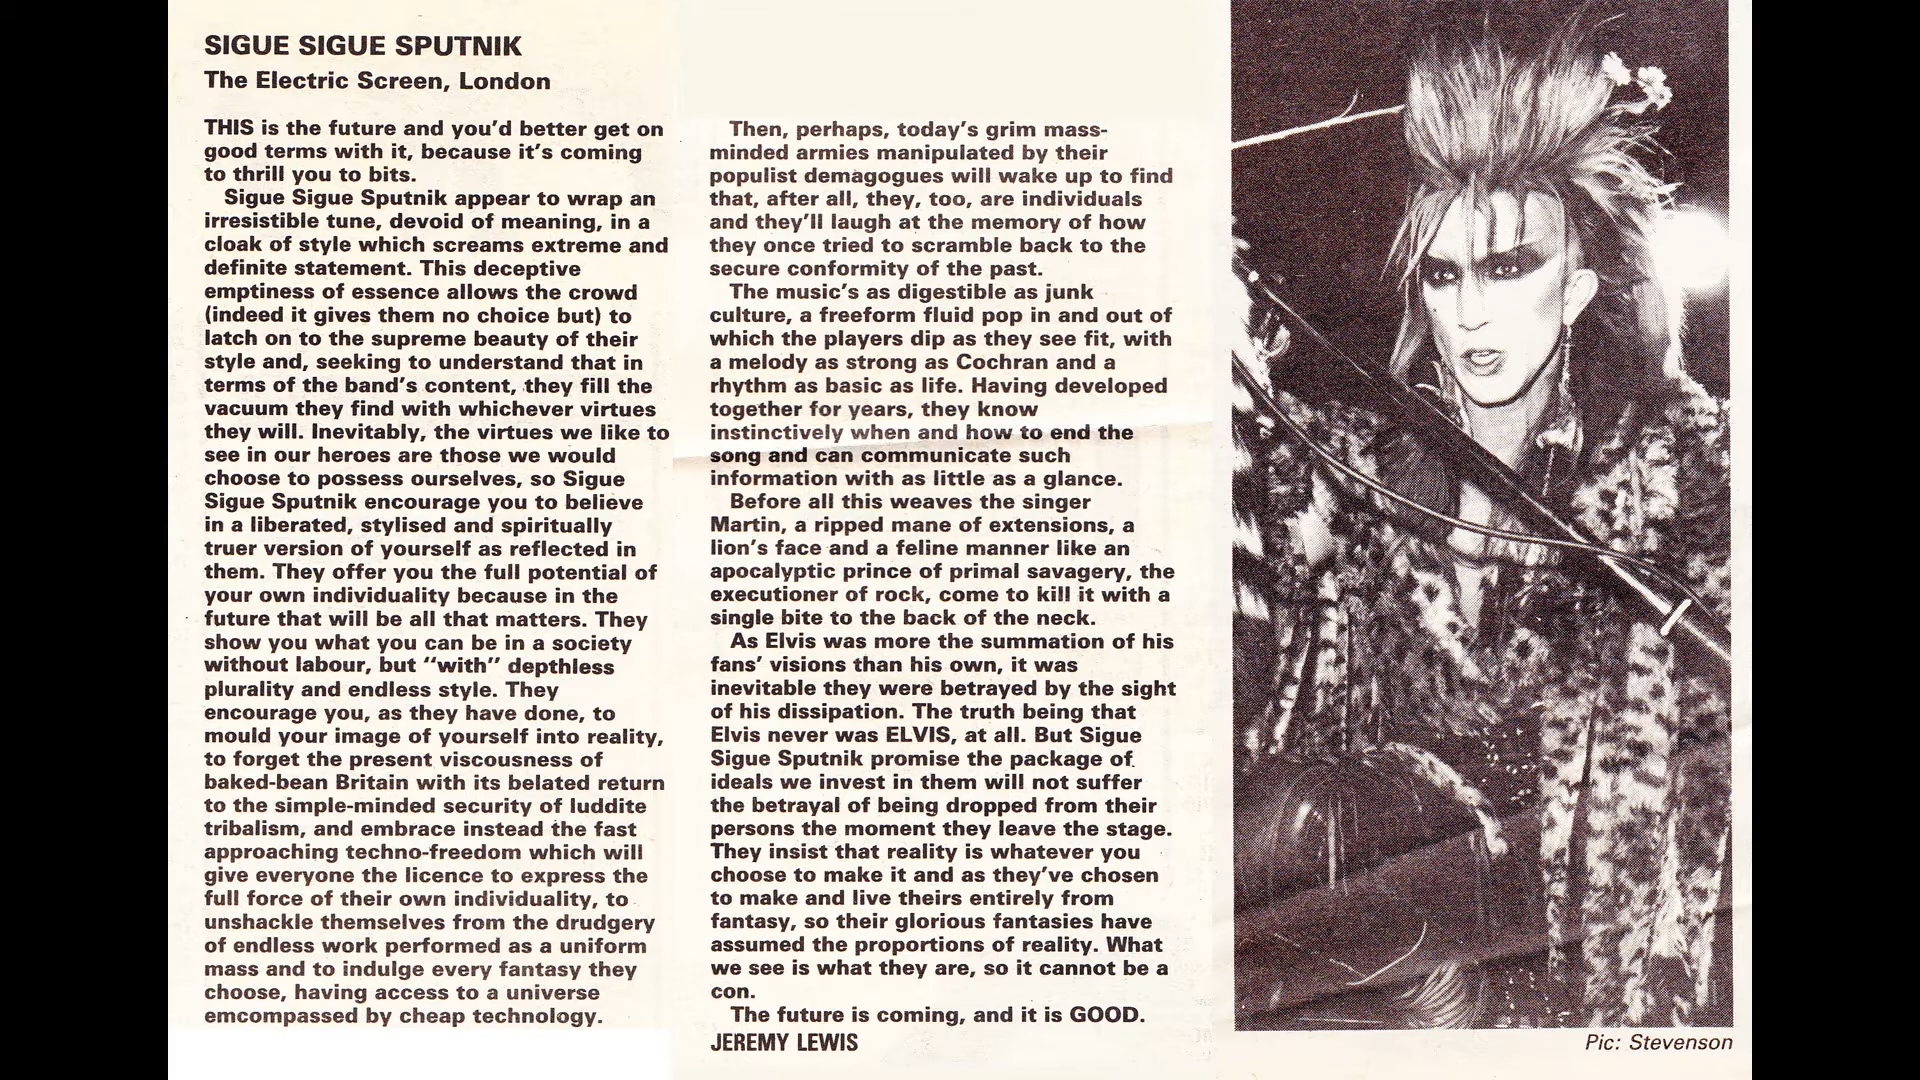 SIGUE SIGUE SPUTNIK
The Electric Screen, London
THIS is the future and you'd better get on
good terms with it, because it's coming
to thrill you to bits.
Sigue Sigue Sputnik appear to wrap an
irresistible tune, devoid of meaning, in a
cloak of style which screams extreme and
definite statement. This deceptive
emptiness of essence allows the crowd
(indeed it gives them no choice but) to
latch on to the supreme beauty of their
style and, seeking to understand that in
terms of the band's content, they fill the
vacuum they find with whichever virtues
they will. Inevitably, the virtues we like to
see in our heroes are those we would
choose to possess ourselves, so Sigue
Sigue Sputnik encourage you to believe
in a liberated, stylised and spiritually
truer version of yourself as reflected in
them. They offer you the full potential of
your own individuality because in the
future that will be all that matters. They
show you what you can be in a society
without labour, but "with" depthless
plurality and endless style. They
encourage you, as they have done, to
mould your image of yourself into reality,
to forget the present viscousness of
baked-bean Britain with its belated return
to the simple-minded security of luddite
tribalism, and embrace instead the fast
approaching techno-freedom which will
give everyone the licence to express the
full force of their own individuality, to
unshackle themselves from the drudgery
of endless work performed as a uniform
mass and to indulge every fantasy they
choose, having access to a universe
emcompassed by cheap technology.
Then, perhaps, today's grim mass-
minded armies manipulated by their
populist demagogues will wake up to find
that, after all, they, too, are individuals
and they'll laugh at the memory of how
they once tried to scramble back to the
secure conformity of the past.
The music's as digestible as junk
culture, a freeform fluid pop in and out of
which the players dip as they see fit, with
a melody as strong as Cochran and a
rhythm as basic as life. Having developed
together for years, they know
instinctively when and how to end the
song and can communicate such
information with as little as a glance.
Before all this weaves the singer
Martin, a ripped mane of extensions, a
lion's face and a feline manner like an
apocalyptic prince of primal savagery, the
executioner of rock, come to kill it with a
single bite to the back of the neck.
As Elvis was more the summation of his
fans' visions than his own, it was
inevitable they were betrayed by the sight
of his dissipation. The truth being that
Elvis never was ELVIS, at all. But Sigue
Sigue Sputnik promise the package of
ideals we invest in them will not suffer
the betrayal of being dropped from their
persons the moment they leave the stage.
They insist that reality is whatever you
choose to make it and as they've chosen
to make and live theirs entirely from
fantasy, so their glorious fantasies have
assumed the proportions of reality. What
we see is what they are, so it cannot be a
con.
The future is coming, and it is GOOD.
JEREMY LEWIS
Pic: Stevenson